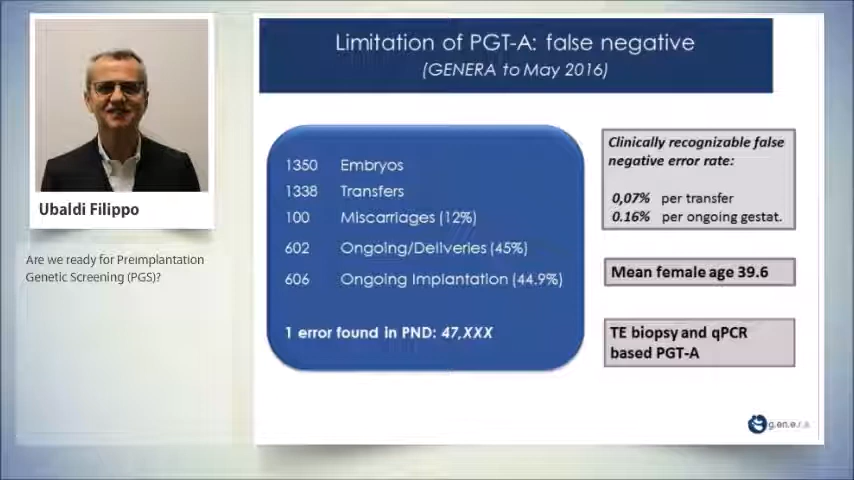 Ubaldi Filippo
Are we ready for Preimplantation
Genetic Screening (PGS)?
Limitation of PGT-A: false negative
(GENERA to May 2016)
1350 Embryos
1338 Transfers
100 Miscarriages (12%)
602 Ongoing/Deliveries (45%)
606 Ongoing Implantation (44.9%)
1 error found in PND: 47,XXX
Clinically recognizable false
negative error rate:
0,07% per transfer
0.16% per ongoing gestat.
Mean female age 39.6
TE biopsy and qPCR
based PGT-A
g.en.e.r.a